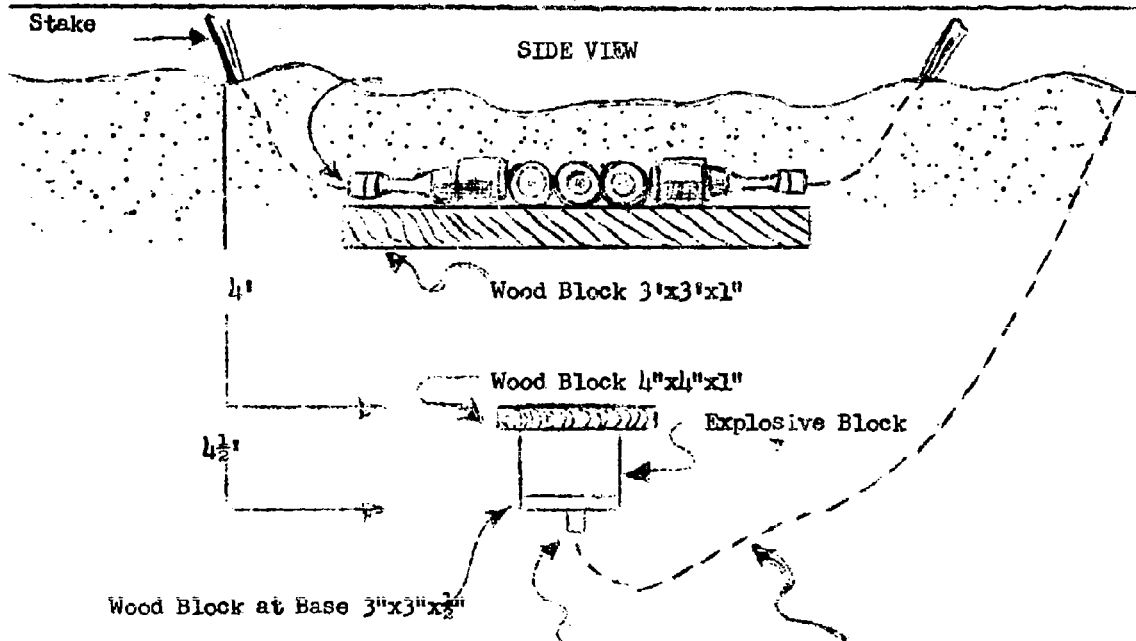 Stake
SIDE VIEW
4'
Wood Block 3'x3'x1"
Wood Block 4"x4"x1"
Explosive Block
4½'
Wood Block at Base 3"x3"x½"